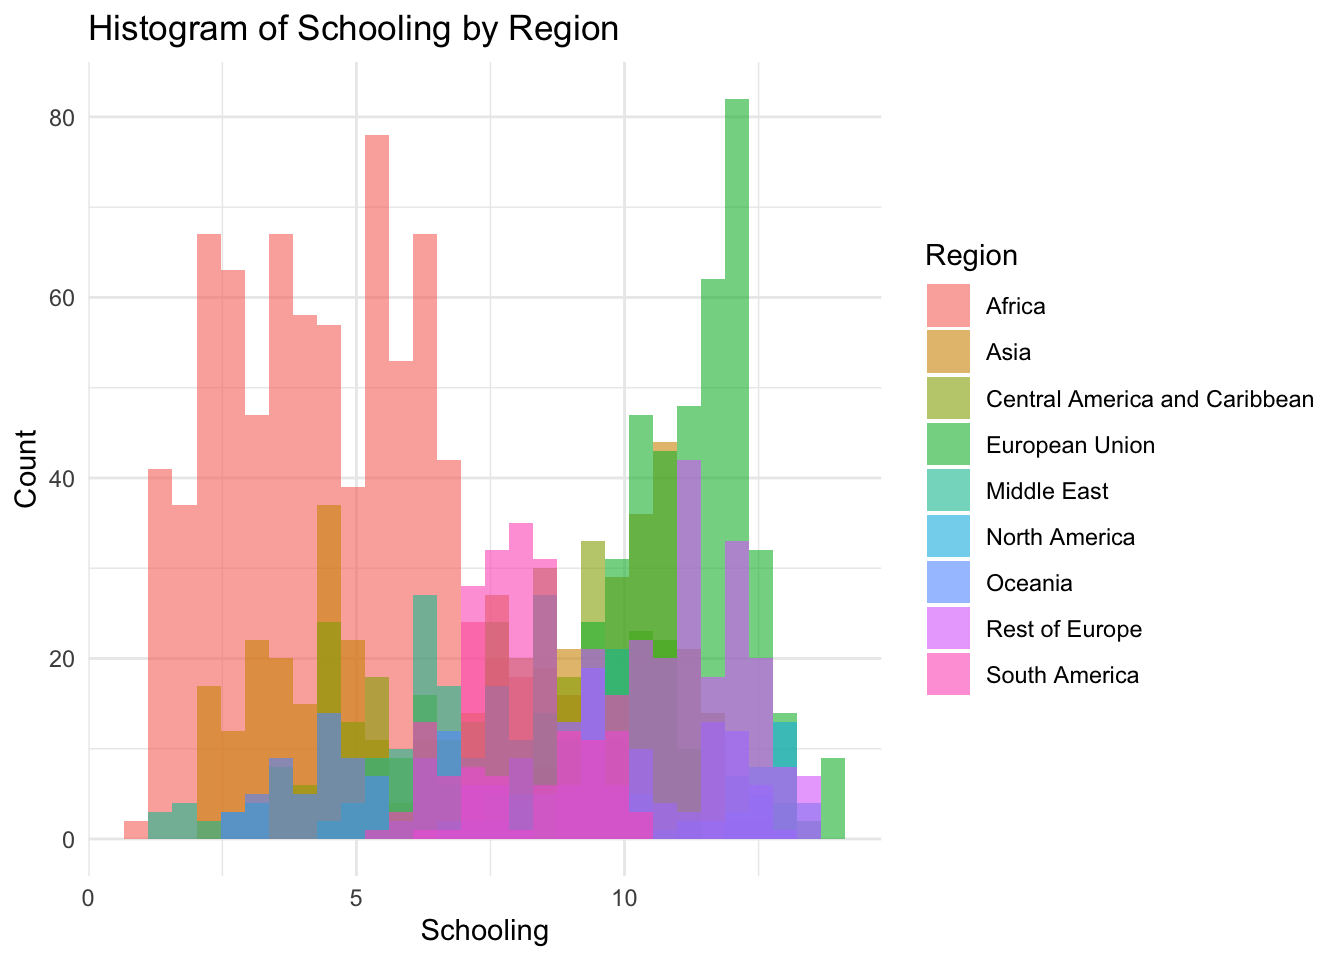 Histogram of Schooling by Region
80
60
40
20
0
Count
0
5
10
Schooling
Region
Africa
Asia
Central America and Caribbean
European Union
Middle East
North America
Oceania
Rest of Europe
South America